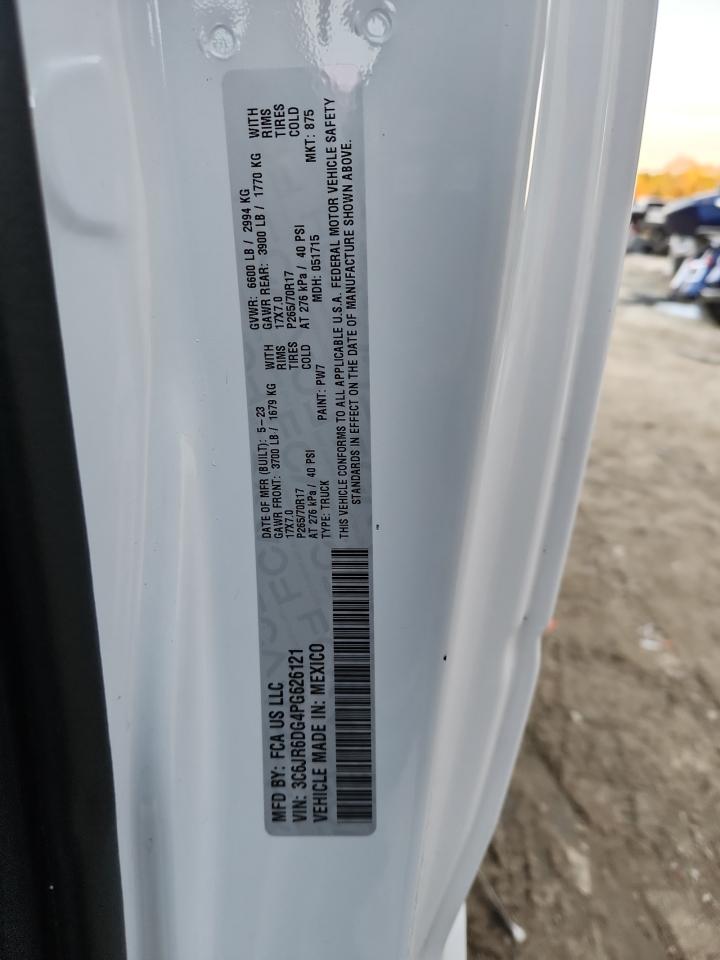 MFD BY: FCA US LLC
VIN: 3C6JR6DG4PG626121
VEHICLE MADE IN: MEXICO
DATE OF MFR (BUILT): 5-23 GVWR: 6600 LB / 2994 KG
GAWR FRONT: 3700 LB / 1679 KG WITH GAWR REAR: 3900 LB / 1770 KG WITH
17X7.0 RIMS 17X7.0 RIMS
P265/70R17 TIRES P265/70R17 TIRES
AT 276 kPa / 40 PSI COLD AT 276 kPa / 40 PSI COLD
TYPE: TRUCK PAINT: PW7 MDH: 051715 MKT: 875
THIS VEHICLE CONFORMS TO ALL APPLICABLE U.S.A. FEDERAL MOTOR VEHICLE SAFETY
STANDARDS IN EFFECT ON THE DATE OF MANUFACTURE SHOWN ABOVE.